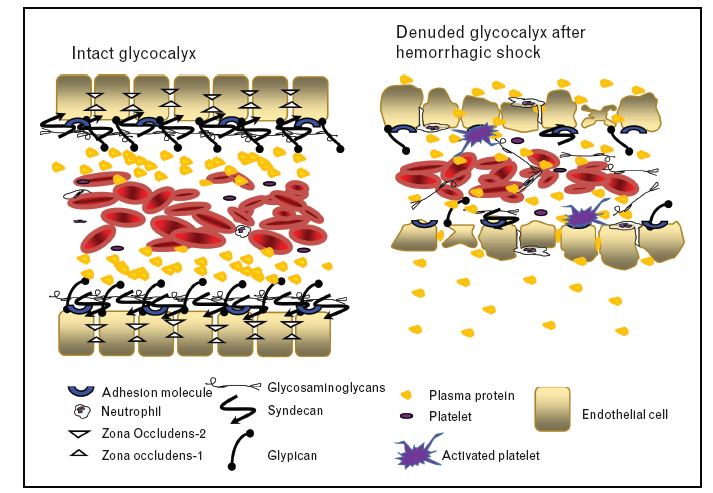 Intact glycocalyx
Denuded glycocalyx after
hemorrhagic shock
Adhesion molecule
Neutrophil
Zona Occludens-2
Zona occludens-1
Glycosaminoglycans
Syndecan
Glypican
Plasma protein
Platelet
Activated platelet
Endothelial cell